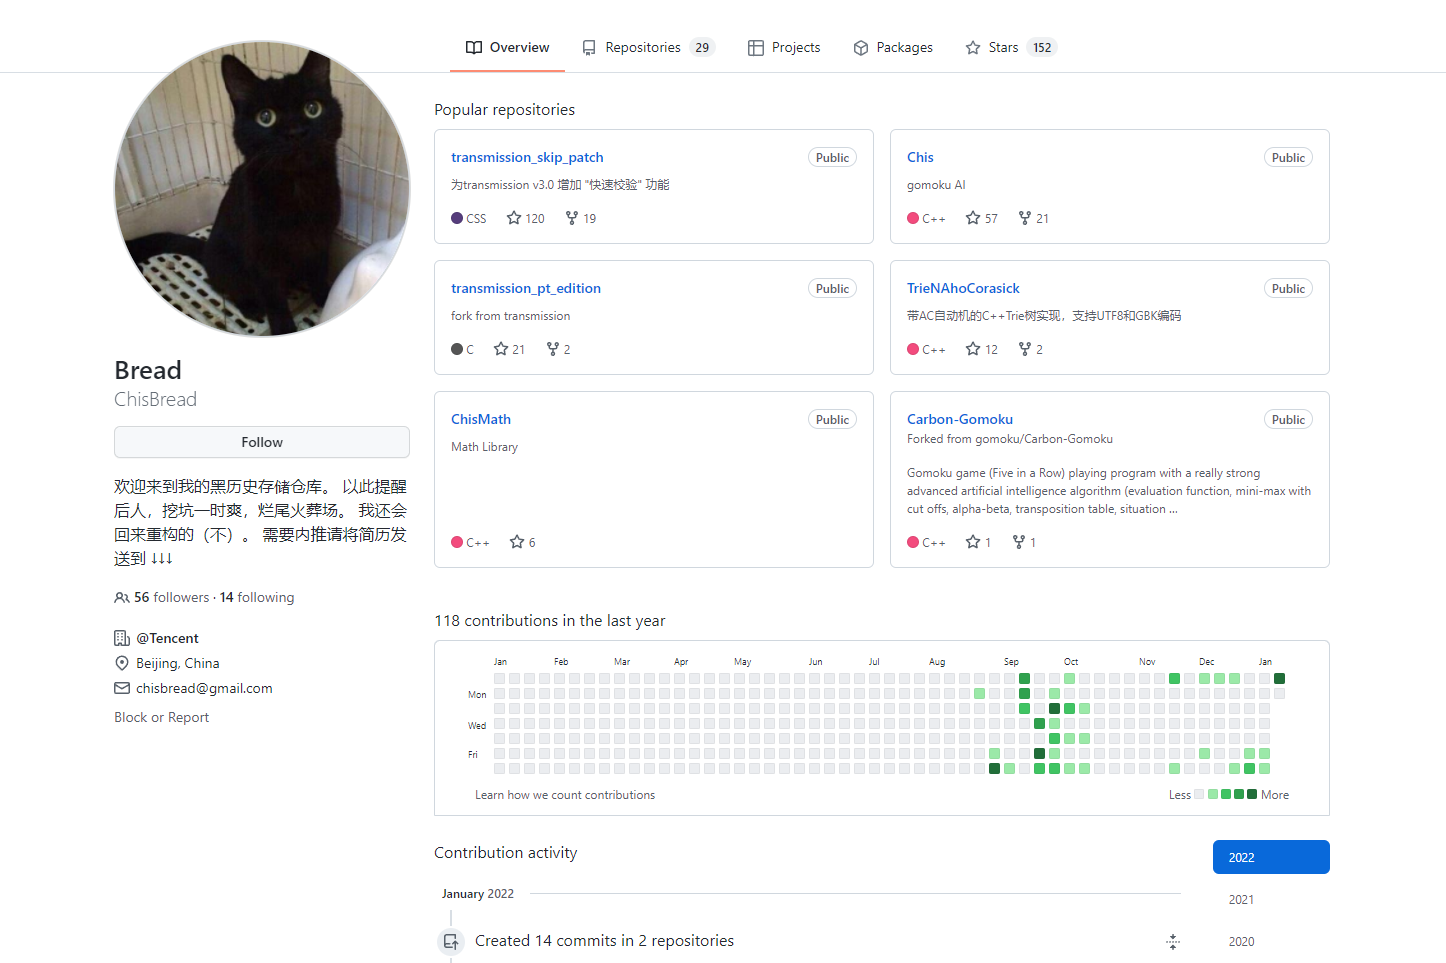 Overview
Repositories 29
Projects
Packages
Stars 152
Bread
ChisBread
Follow
欢迎来到我的黑历史存储仓库。 以此提醒
后人，挖坑一时爽，烂尾火葬场。 我还会
回来重构的（不）。 需要内推请将简历发
送到 ↓↓↓
56 followers · 14 following
@Tencent
Beijing, China
chisbread@gmail.com
Block or Report
Popular repositories
transmission_skip_patch Public
为transmission v3.0 增加 "快速校验" 功能
CSS 120 19
Chis Public
gomoku AI
C++ 57 21
transmission_pt_edition Public
fork from transmission
C 21 2
TrieNAhoCorasick Public
带AC自动机的C++Trie树实现，支持UTF8和GBK编码
C++ 12 2
ChisMath Public
Math Library
C++ 6
Carbon-Gomoku Public
Forked from gomoku/Carbon-Gomoku
Gomoku game (Five in a Row) playing program with a really strong
advanced artificial intelligence algorithm (evaluation function, mini-max with
cut offs, alpha-beta, transposition table, situation ...
C++ 1 1
118 contributions in the last year
Jan Feb Mar Apr May Jun Jul Aug Sep Oct Nov Dec Jan
Mon
Wed
Fri
Learn how we count contributions
Less More
Contribution activity
2022
2021
2020
January 2022
Created 14 commits in 2 repositories